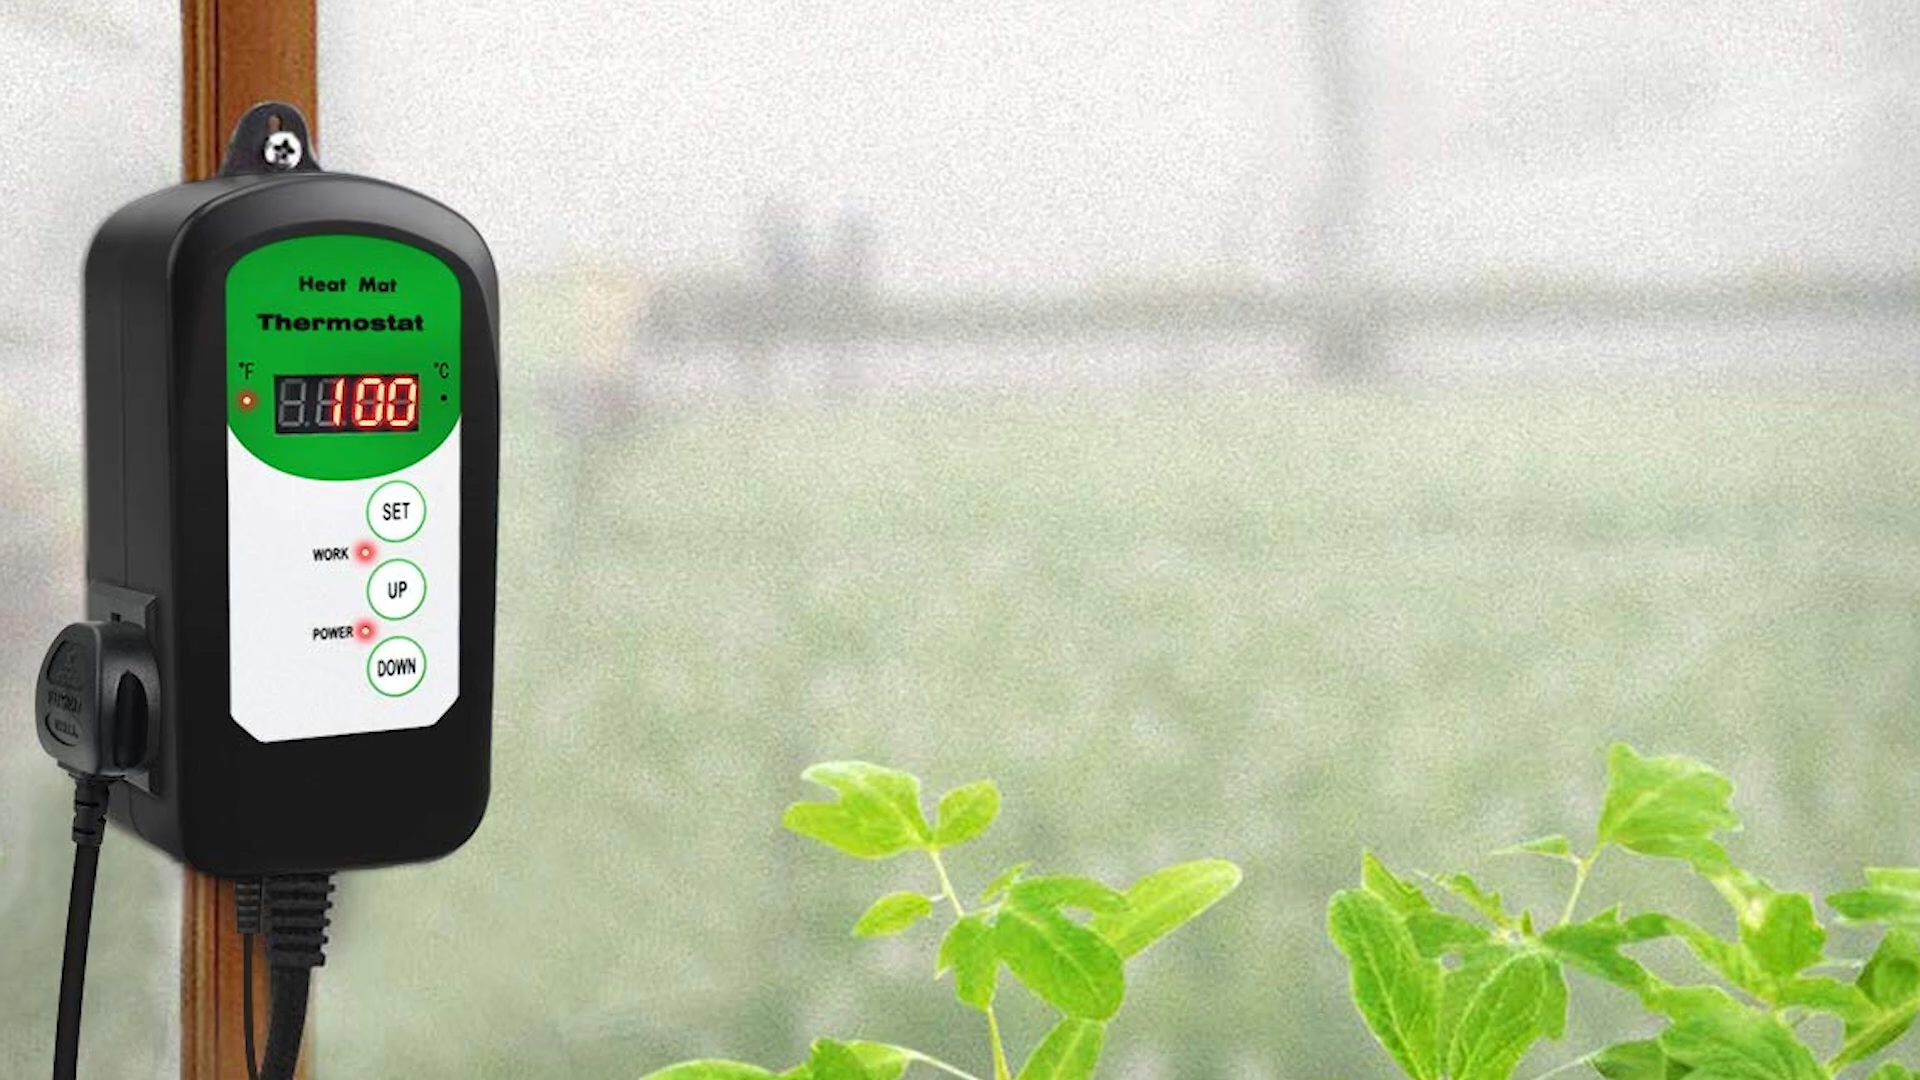 Heat Mat
Thermostat
°F
°C
100
SET
WORK
UP
POWER
DOWN